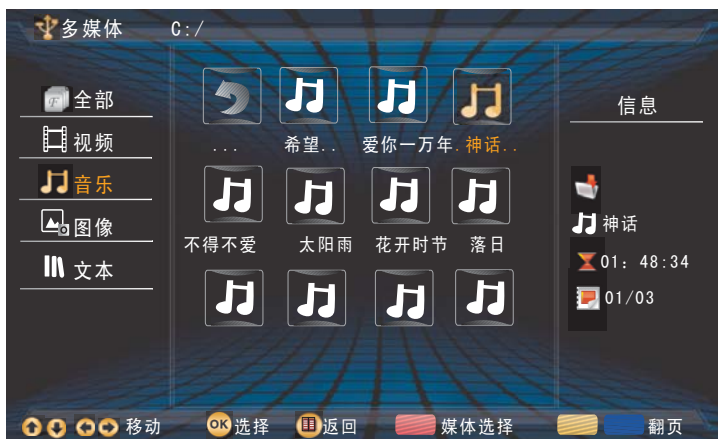 多媒体 C:/
全部
视频
音乐
图像
文本
... 希望.. 爱你一万年. 神话..
不得不爱 太阳雨 花开时节 落日
信息
神话
01: 48:34
01/03
移动 OK 选择 返回 媒体选择 翻页